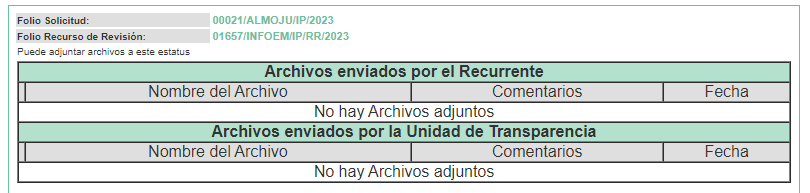 Folio Solicitud: 00021/ALMOJU/IP/2023
Folio Recurso de Revisión: 01657/INFOEM/IP/RR/2023
Puede adjuntar archivos a este estatus
Archivos enviados por el Recurrente
Nombre del Archivo Comentarios Fecha
No hay Archivos adjuntos
Archivos enviados por la Unidad de Transparencia
Nombre del Archivo Comentarios Fecha
No hay Archivos adjuntos